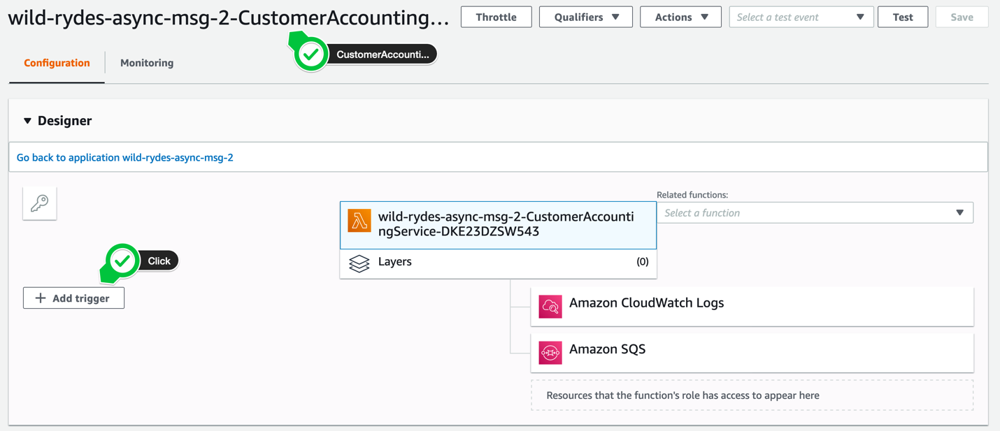 wild-rydes-async-msg-2-CustomerAccounting...
Throttle
Qualifiers
Actions
Select a test event
Test
Save
CustomerAccounti...
Configuration
Monitoring
Designer
Go back to application wild-rydes-async-msg-2
Related functions:
Select a function
wild-rydes-async-msg-2-CustomerAccounti
ngService-DKE23DZSW543
Layers
(0)
Click
Add trigger
Amazon CloudWatch Logs
Amazon SQS
Resources that the function's role has access to appear here